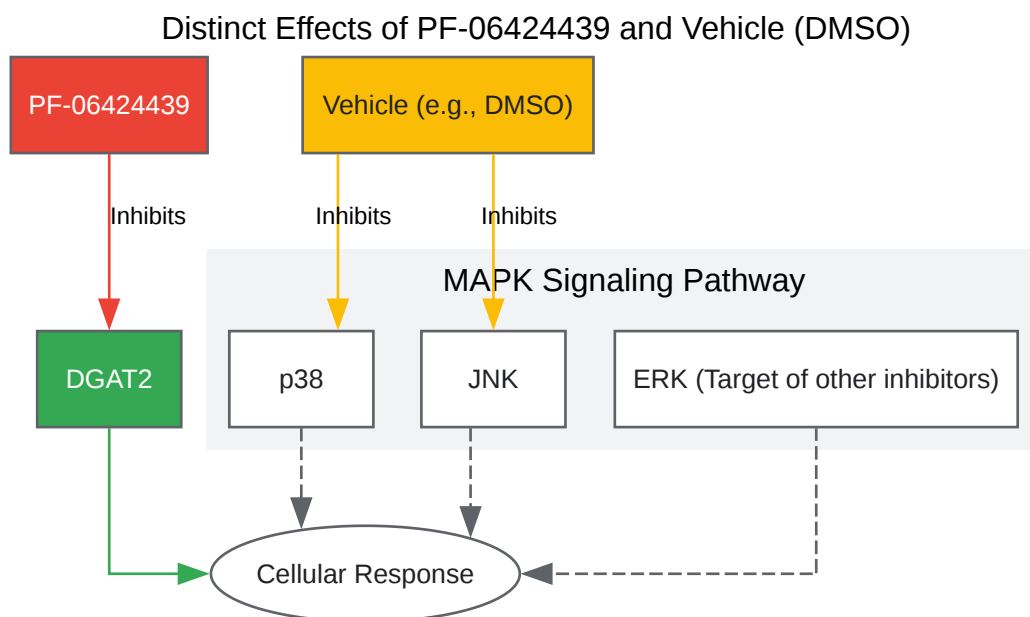 Distinct Effects of PF-06424439 and Vehicle (DMSO)
PF-06424439
Vehicle (e.g., DMSO)
Inhibits
Inhibits
Inhibits
MAPK Signaling Pathway
DGAT2
p38
JNK
ERK (Target of other inhibitors)
Cellular Response